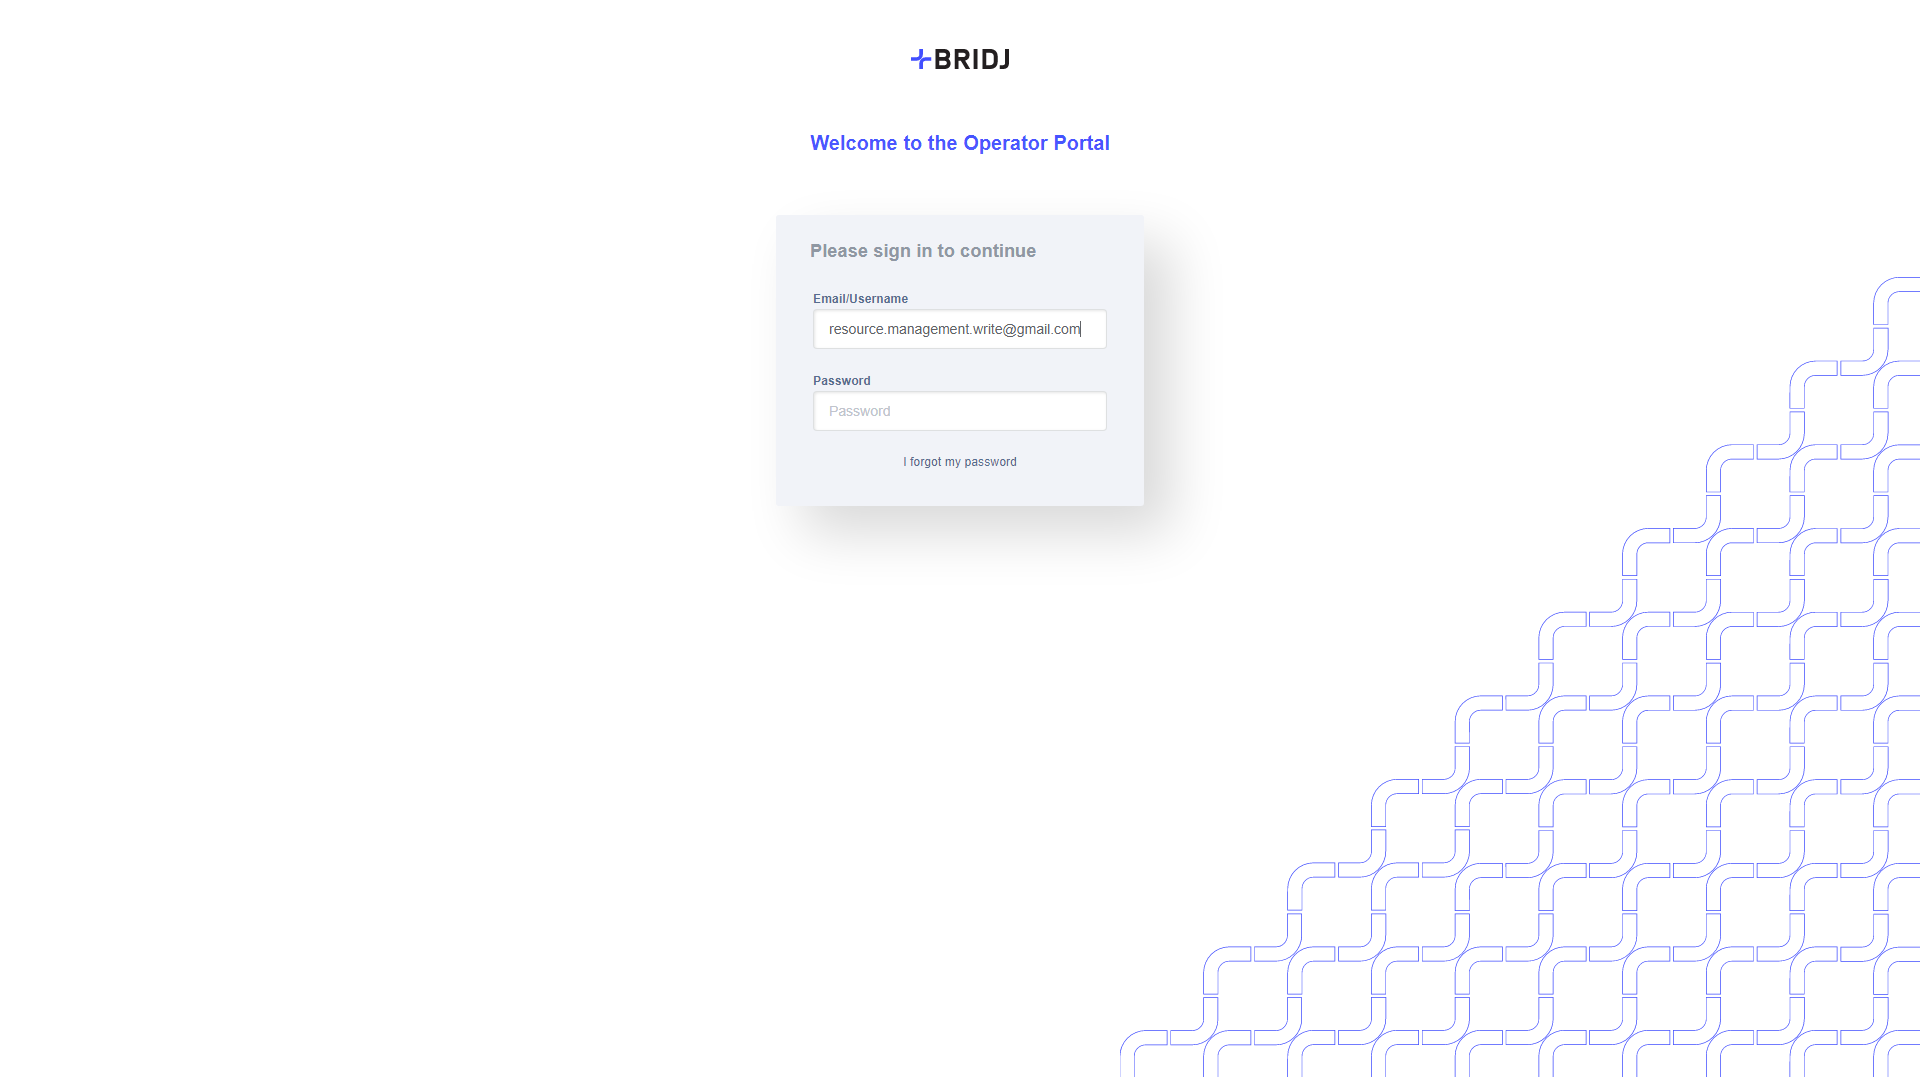 BRIDJ
Welcome to the Operator Portal
Please sign in to continue
Email/Username
resource.management.write@gmail.com
Password
Password
I forgot my password